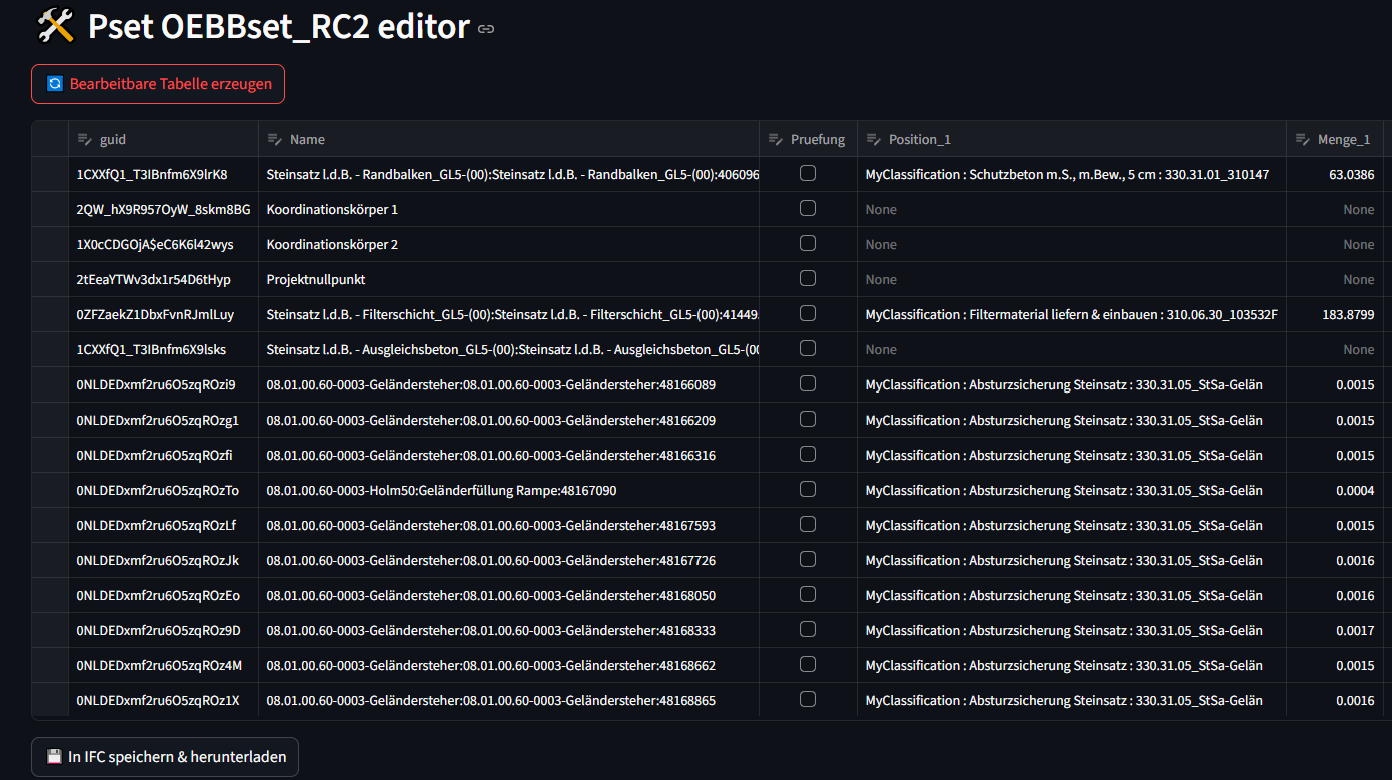 Pset OEBBset_RC2 editor
Bearbeitbare Tabelle erzeugen
guid Name Pruefung Position_1 Menge_1
1CXXfQ1_T3IBnfm6X9lrK8 Steinsatz l.d.B. - Randbalken_GL5-(00):Steinsatz l.d.B. - Randbalken_GL5-(00):406096 MyClassification : Schutzbeton m.S., m.Bew., 5 cm : 330.31.01_310147 63.0386
2QW_hX9R957OyW_8skm8BG Koordinationskörper 1 None None
1X0cCDGOjA$eC6K6l42wys Koordinationskörper 2 None None
2tEeaYTWv3dx1r54D6tHyp Projektnullpunkt None None
0ZFZaekZ1DbxFvnRJmlLuy Steinsatz l.d.B. - Filterschicht_GL5-(00):Steinsatz l.d.B. - Filterschicht_GL5-(00):41449 MyClassification : Filtermaterial liefern & einbauen : 310.06.30_103532F 183.8799
1CXXfQ1_T3IBnfm6X9lsks Steinsatz l.d.B. - Ausgleichsbeton_GL5-(00):Steinsatz l.d.B. - Ausgleichsbeton_GL5-(00 None None
0NLDEDxmf2ru6O5zqROzi9 08.01.00.60-0003-Geländersteher:08.01.00.60-0003-Geländersteher:48166089 MyClassification : Absturzsicherung Steinsatz : 330.31.05_StSa-Gelän 0.0015
0NLDEDxmf2ru6O5zqROzg1 08.01.00.60-0003-Geländersteher:08.01.00.60-0003-Geländersteher:48166209 MyClassification : Absturzsicherung Steinsatz : 330.31.05_StSa-Gelän 0.0015
0NLDEDxmf2ru6O5zqROzfi 08.01.00.60-0003-Geländersteher:08.01.00.60-0003-Geländersteher:48166316 MyClassification : Absturzsicherung Steinsatz : 330.31.05_StSa-Gelän 0.0015
0NLDEDxmf2ru6O5zqROzTo 08.01.00.60-0003-Holm50:Geländerfüllung Rampe:48167090 MyClassification : Absturzsicherung Steinsatz : 330.31.05_StSa-Gelän 0.0004
0NLDEDxmf2ru6O5zqROzLf 08.01.00.60-0003-Geländersteher:08.01.00.60-0003-Geländersteher:48167593 MyClassification : Absturzsicherung Steinsatz : 330.31.05_StSa-Gelän 0.0015
0NLDEDxmf2ru6O5zqROzJk 08.01.00.60-0003-Geländersteher:08.01.00.60-0003-Geländersteher:48167726 MyClassification : Absturzsicherung Steinsatz : 330.31.05_StSa-Gelän 0.0016
0NLDEDxmf2ru6O5zqROzEo 08.01.00.60-0003-Geländersteher:08.01.00.60-0003-Geländersteher:48168050 MyClassification : Absturzsicherung Steinsatz : 330.31.05_StSa-Gelän 0.0016
0NLDEDxmf2ru6O5zqROz9D 08.01.00.60-0003-Geländersteher:08.01.00.60-0003-Geländersteher:48168333 MyClassification : Absturzsicherung Steinsatz : 330.31.05_StSa-Gelän 0.0017
0NLDEDxmf2ru6O5zqROz4M 08.01.00.60-0003-Geländersteher:08.01.00.60-0003-Geländersteher:48168662 MyClassification : Absturzsicherung Steinsatz : 330.31.05_StSa-Gelän 0.0015
0NLDEDxmf2ru6O5zqROz1X 08.01.00.60-0003-Geländersteher:08.01.00.60-0003-Geländersteher:48168865 MyClassification : Absturzsicherung Steinsatz : 330.31.05_StSa-Gelän 0.0016
In IFC speichern & herunterladen